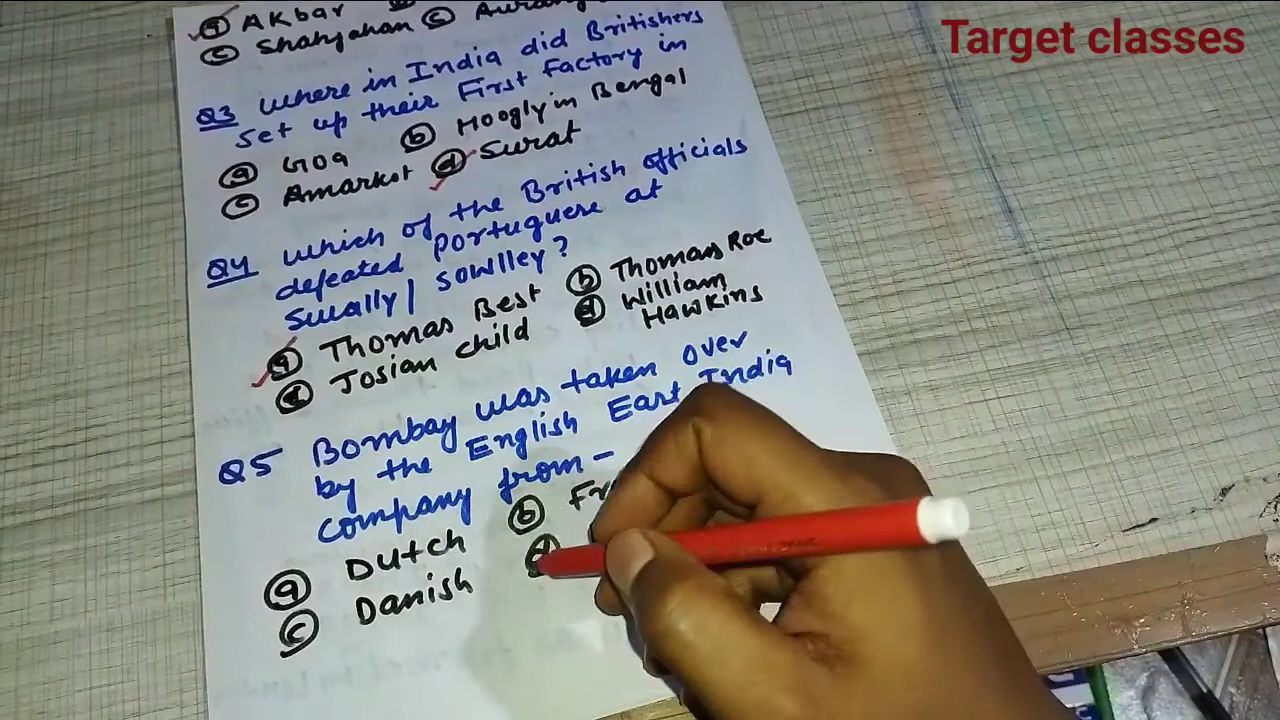 Target classes
ⓐ Akbar
ⓒ Shahjahan ⓒ
Q3 Where in India did Britishers
set up their First Factory in
ⓐ Goa ⓑ Hoogly in Bengal
ⓒ Amarkot ⓓ Surat
Q4 Which of the British officials
defeated Portuguese at
Swally/ sowlley?
ⓐ Thomas Best ⓑ Thomas Roe
ⓓ Josian child ⓓ William
Hawkins
Q5 Bombay was taken over
by the English East India
company from-
ⓐ Dutch ⓑ Fr
ⓒ Danish ⓓ